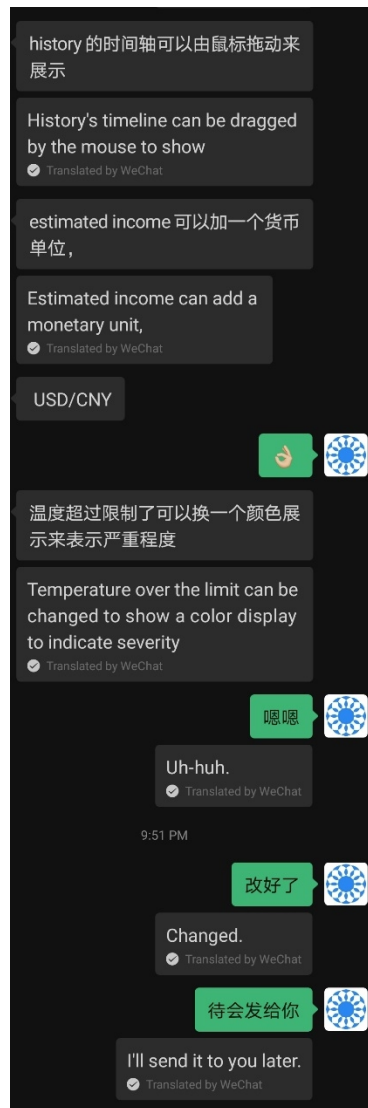 history 的时间轴可以由鼠标拖动来
展示
History's timeline can be dragged
by the mouse to show
Translated by WeChat
estimated income 可以加一个货币
单位，
Estimated income can add a
monetary unit,
Translated by WeChat
USD/CNY
👌🏻
温度超过限制了可以换一个颜色展
示来表示严重程度
Temperature over the limit can be
changed to show a color display
to indicate severity
Translated by WeChat
嗯嗯
Uh-huh.
Translated by WeChat
9:51 PM
改好了
Changed.
Translated by WeChat
待会发给你
I'll send it to you later.
Translated by WeChat